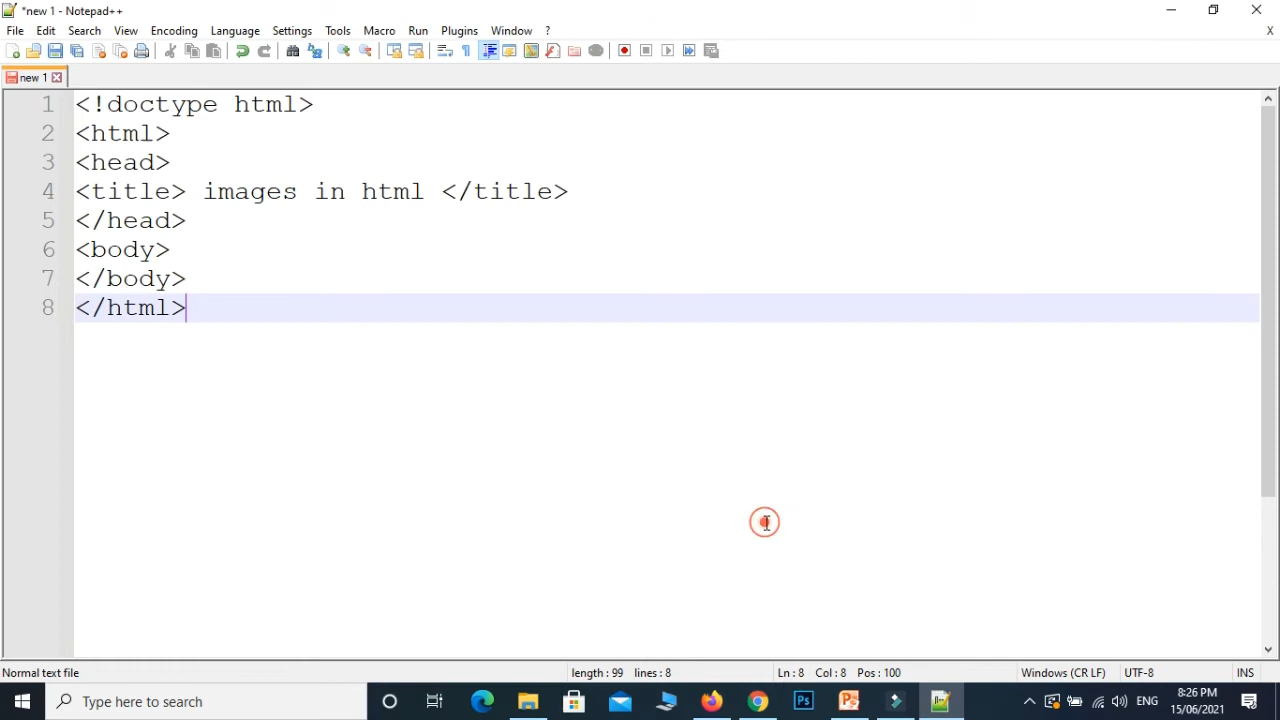 *new 1 - Notepad++
File Edit Search View Encoding Language Settings Tools Macro Run Plugins Window ? X
new 1
1 <!doctype html>
2 <html>
3 <head>
4 <title> images in html </title>
5 </head>
6 <body>
7 </body>
8 </html>
Normal text file length : 99 lines : 8 Ln : 8 Col : 8 Pos : 100 Windows (CR LF) UTF-8 INS
Type here to search Ps ENG 8:26 PM
15/06/2021